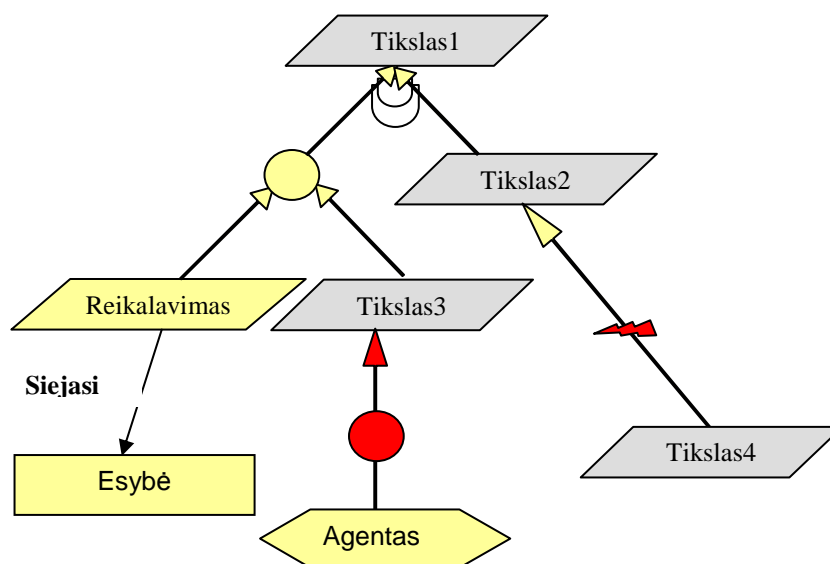 Tikslas1
Tikslas2
Reikalavimas
Tikslas3
Siejasi
Tikslas4
Esybė
Agentas